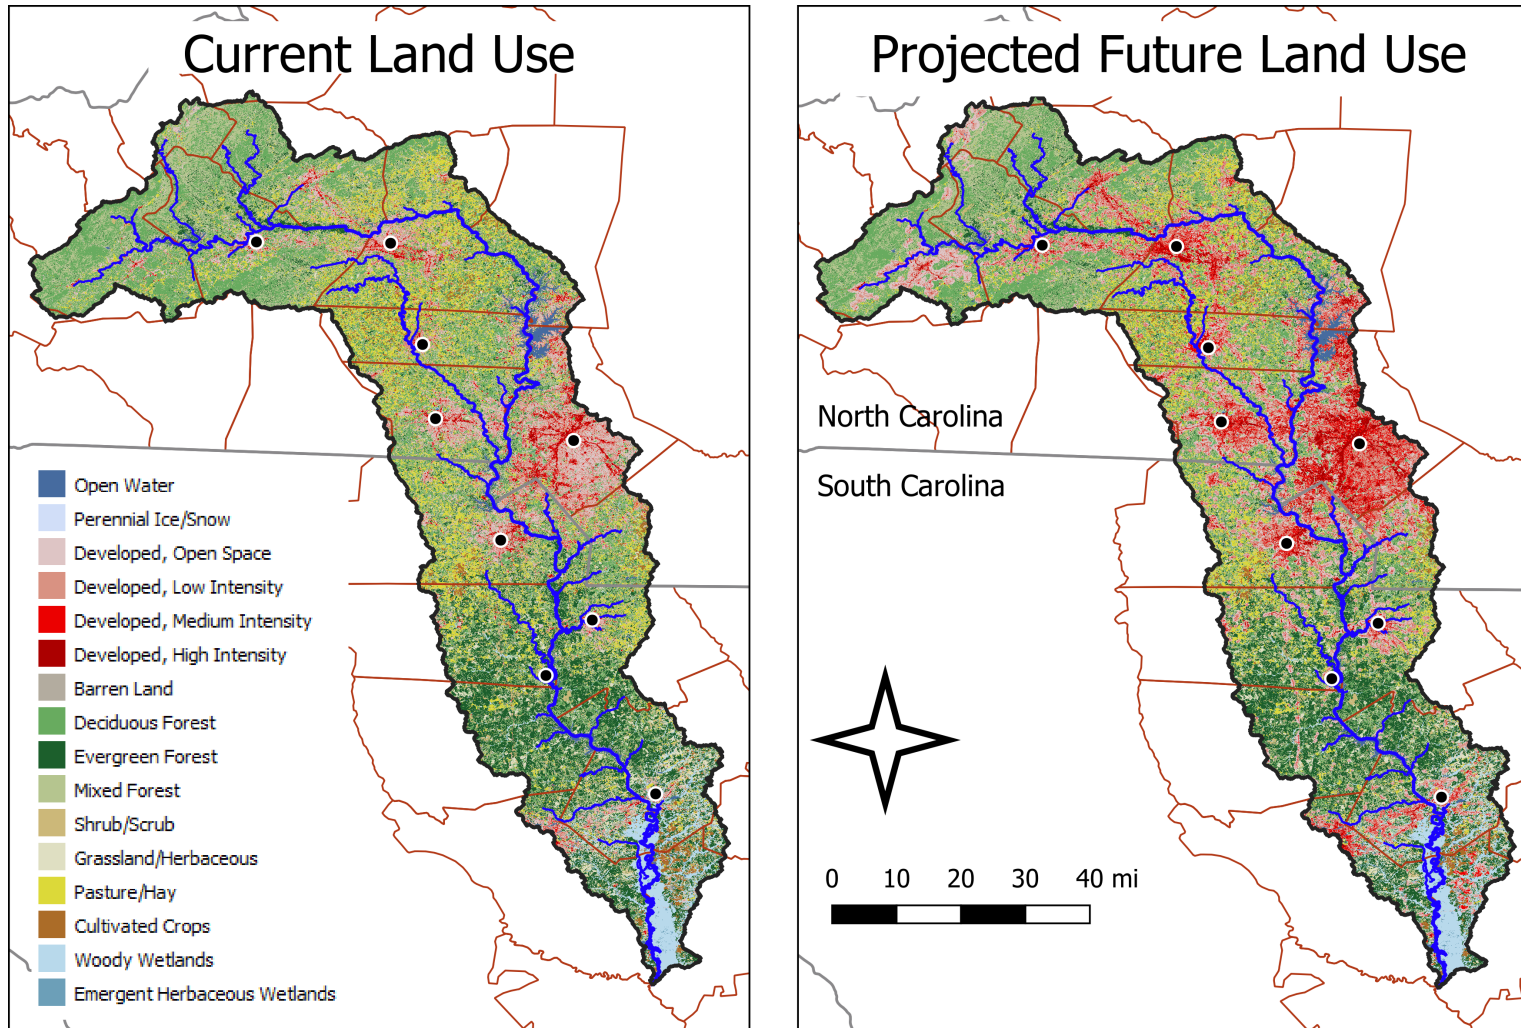 Current Land Use
Projected Future Land Use
North Carolina
South Carolina
Open Water
Perennial Ice/Snow
Developed, Open Space
Developed, Low Intensity
Developed, Medium Intensity
Developed, High Intensity
Barren Land
Deciduous Forest
Evergreen Forest
Mixed Forest
Shrub/Scrub
Grassland/Herbaceous
Pasture/Hay
Cultivated Crops
Woody Wetlands
Emergent Herbaceous Wetlands
0 10 20 30 40 mi